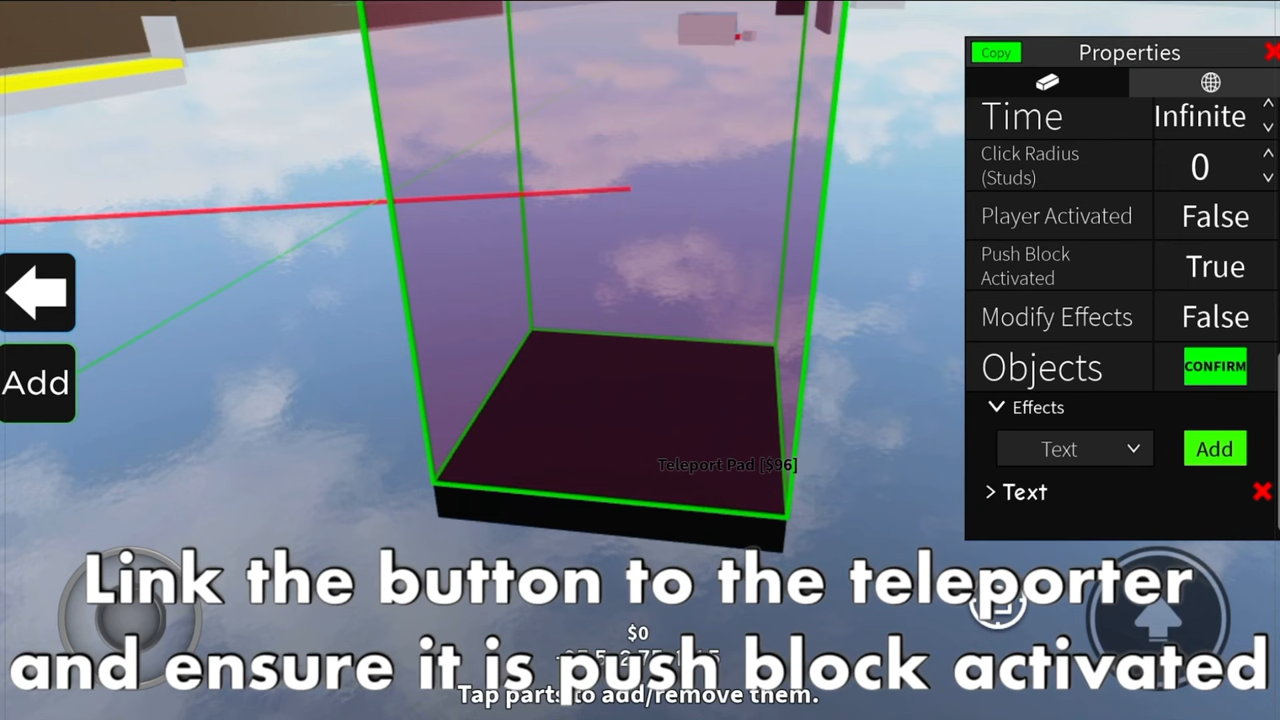 Copy
Properties
Time
Infinite
Click Radius
(Studs)
0
Player Activated
False
Push Block
Activated
True
Modify Effects
False
Objects
CONFIRM
Effects
Text
Add
Text
Add
Teleport Pad [$96]
Link the button to the teleporter
$0
and ensure it is push block activated
Tap parts to add/remove them.